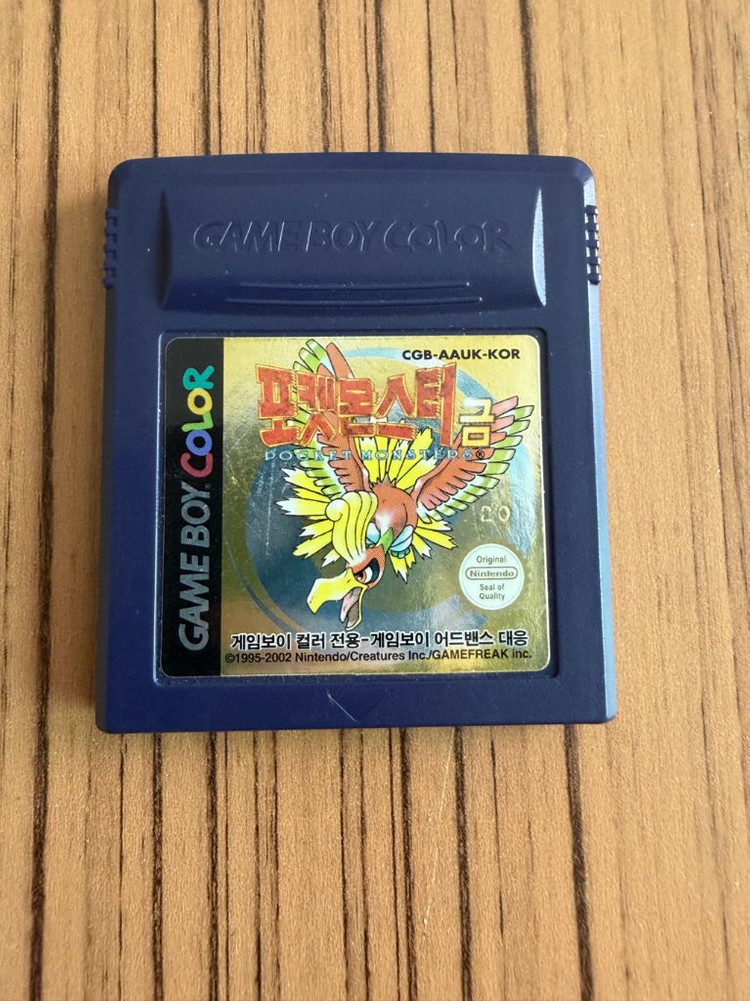 GAME BOY COLOR
CGB-AAUK-KOR
포켓몬스터 금
POCKET MONSTERS®
20
Original
Nintendo
Seal of
Quality
게임보이 컬러 전용-게임보이 어드밴스 대응
©1995-2002 Nintendo/Creatures Inc./GAMEFREAK inc.
GAME BOY COLOR